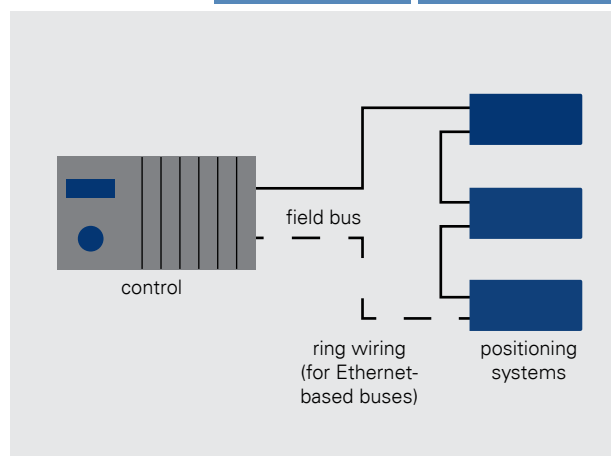 field bus
control
ring wiring
(for Ethernet-
based buses)
positioning
systems